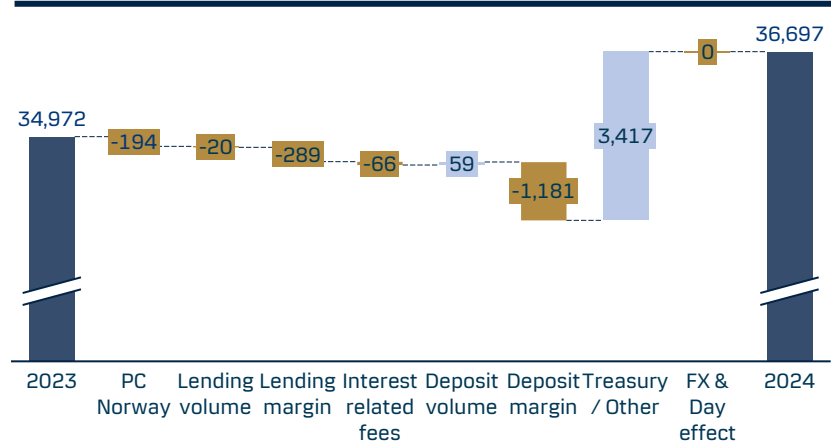 36,697
34,972
-194
-20
-289
-66
59
-1,181
3,417
0
2023
PC
Norway
Lending
volume
Lending
margin
Interest
related
fees
Deposit
volume
Deposit
margin
Treasury
/ Other
FX &
Day
effect
2024